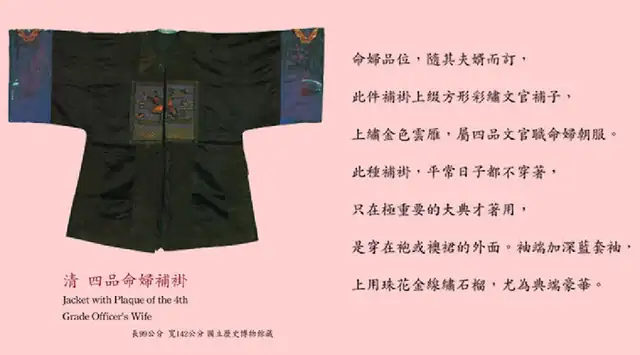 命婦品位，隨其夫婿而訂，
此件補掛上綴方形彩繡文官補子，
上繡金色雲雁，屬四品文官職命婦朝服。
此種補掛，平常日子都不穿著，
只在極重要的大典才著用，
是穿在袍或襖裙的外面。袖端加深藍套袖，
上用珠花金線繡石榴，尤為典端豪華。
清 四品命婦補掛
Jacket with Plaque of the 4th
Grade Officer's Wife
長99公分 寬142公分 國立歷史博物館藏